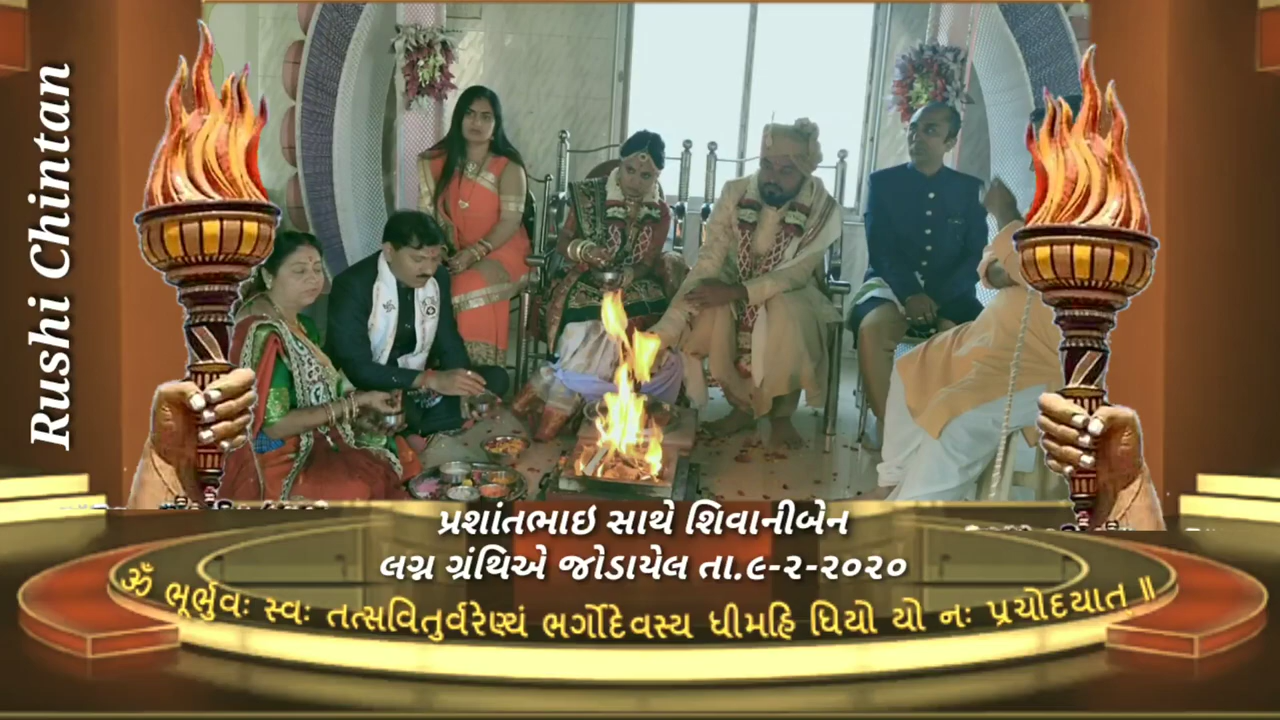 Rushi Chintan
પ્રશાંતભાઇ સાથે શિવાનીબેન
લગ્ન ગ્રંથિએ જોડાયેલ તા.૯-૨-૨૦૨૦
ૐ ભૂર્ભુવઃ સ્વઃ તત્સવિતુર્વરેણ્યં ભર્ગોદેવસ્ય ધીમહિ ધિયો યો નઃ પ્રચોદયાત ॥